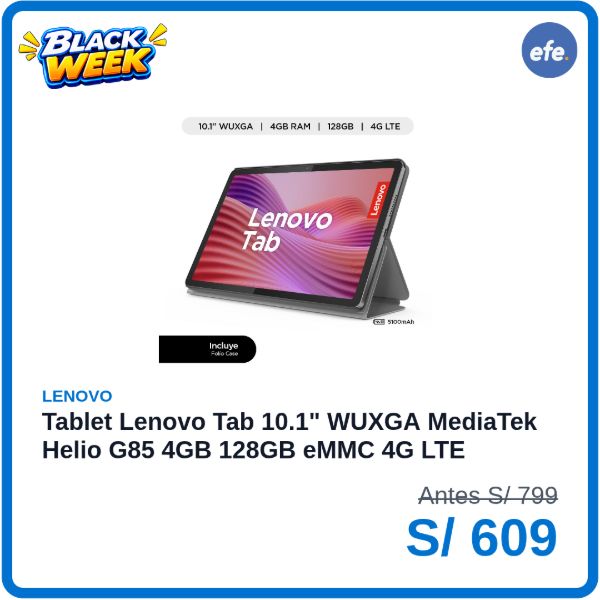 BLACK
WEEK
efe.
10.1" WUXGA | 4GB RAM | 128GB | 4G LTE
Lenovo
Lenovo
Tab
5100mAh
Incluye
Folio Case
LENOVO
Tablet Lenovo Tab 10.1" WUXGA MediaTek
Helio G85 4GB 128GB eMMC 4G LTE
Antes S/ 799
S/ 609